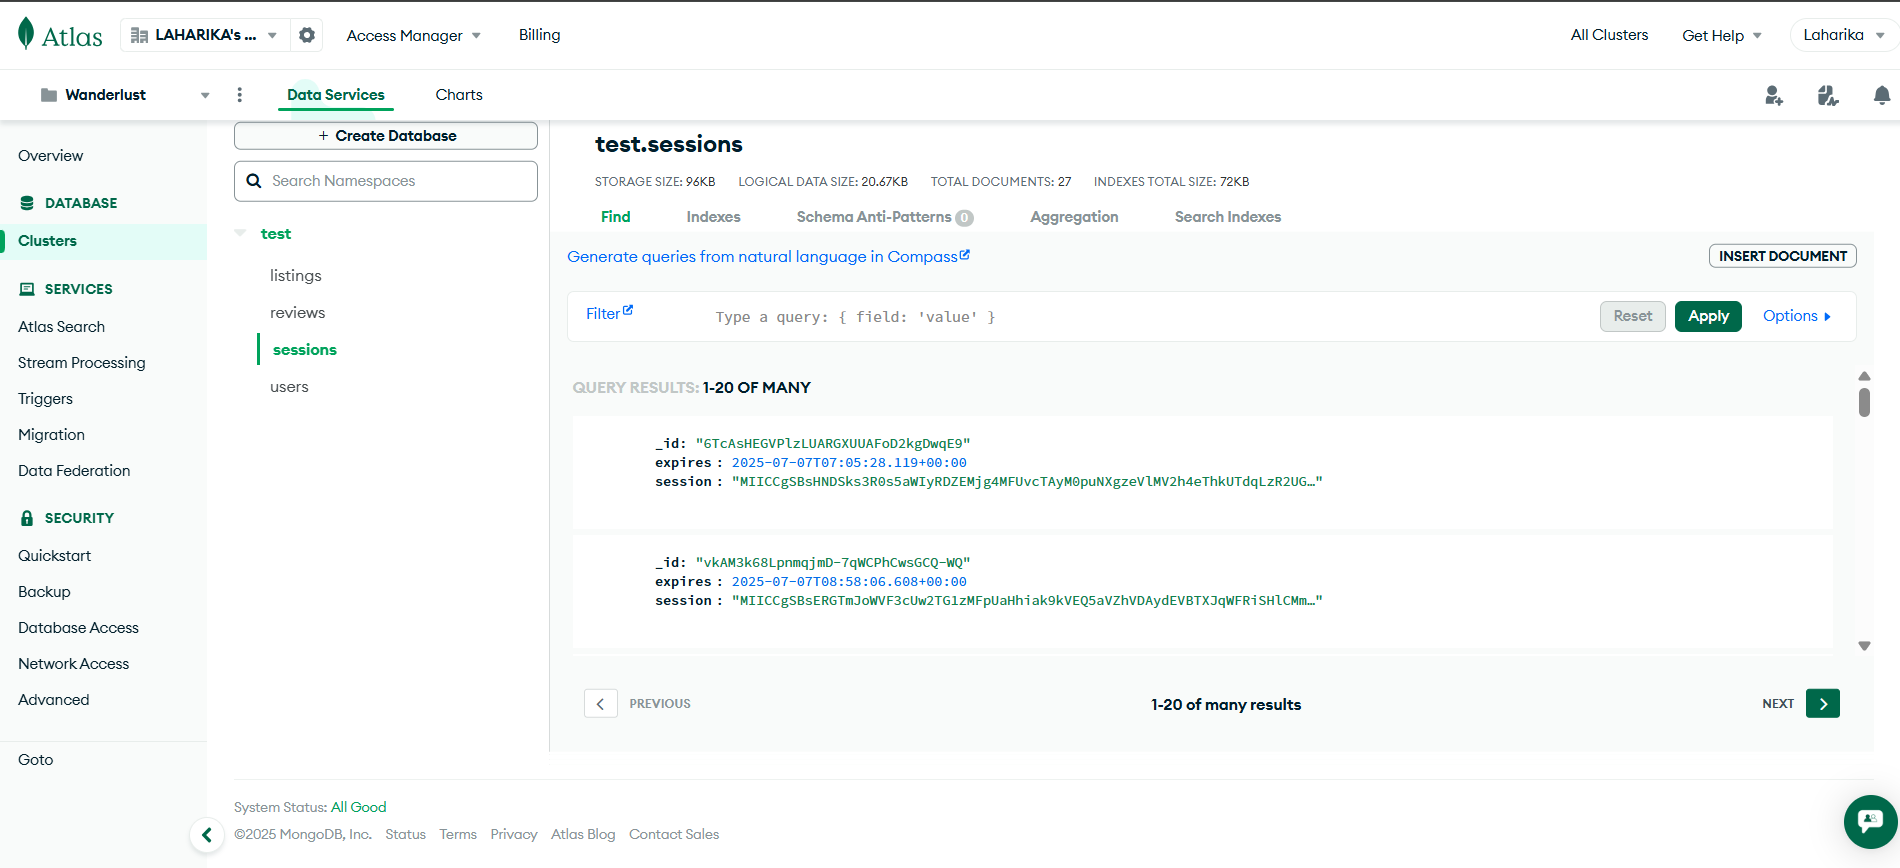 Atlas
LAHARIKA's ...
Access Manager
Billing
All Clusters
Get Help
Laharika
Wanderlust
Data Services
Charts
Overview
DATABASE
Clusters
SERVICES
Atlas Search
Stream Processing
Triggers
Migration
Data Federation
SECURITY
Quickstart
Backup
Database Access
Network Access
Advanced
Goto
+ Create Database
Search Namespaces
test
listings
reviews
sessions
users
test.sessions
STORAGE SIZE: 96KB LOGICAL DATA SIZE: 20.67KB TOTAL DOCUMENTS: 27 INDEXES TOTAL SIZE: 72KB
Find Indexes Schema Anti-Patterns 0 Aggregation Search Indexes
Generate queries from natural language in Compass
INSERT DOCUMENT
Filter
Type a query: { field: 'value' }
Reset
Apply
Options
QUERY RESULTS: 1-20 OF MANY
_id: "6TcAsHEGVPlzLUARGXUUAFoD2kgDwqE9"
expires : 2025-07-07T07:05:28.119+00:00
session : "MIICCgSBsHNDSks3R0s5aWIyRDZEMjg4MFUvcTAyM0puNXgzeVlMV2h4eThkUTdqLzR2UG…"
_id: "vkAM3k68LpnmqjmD-7qWCPhCwsGCQ-WQ"
expires : 2025-07-07T08:58:06.608+00:00
session : "MIICCgSBsERGTmJoWVF3cUw2TG1zMFpUaHhiak9kVEQ5aVZhVDAydEVBTXJqWFRiSHlCMm…"
PREVIOUS
1-20 of many results
NEXT
System Status: All Good
©2025 MongoDB, Inc. Status Terms Privacy Atlas Blog Contact Sales